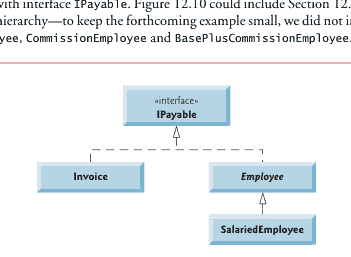 with interface IPayable. Figure 12.10 could include Section 12.
hierarchy—to keep the forthcoming example small, we did not i
yee, CommissionEmployee and BasePlusCommissionEmployee.
«interface»
IPayable
Invoice
Employee
SalariedEmployee